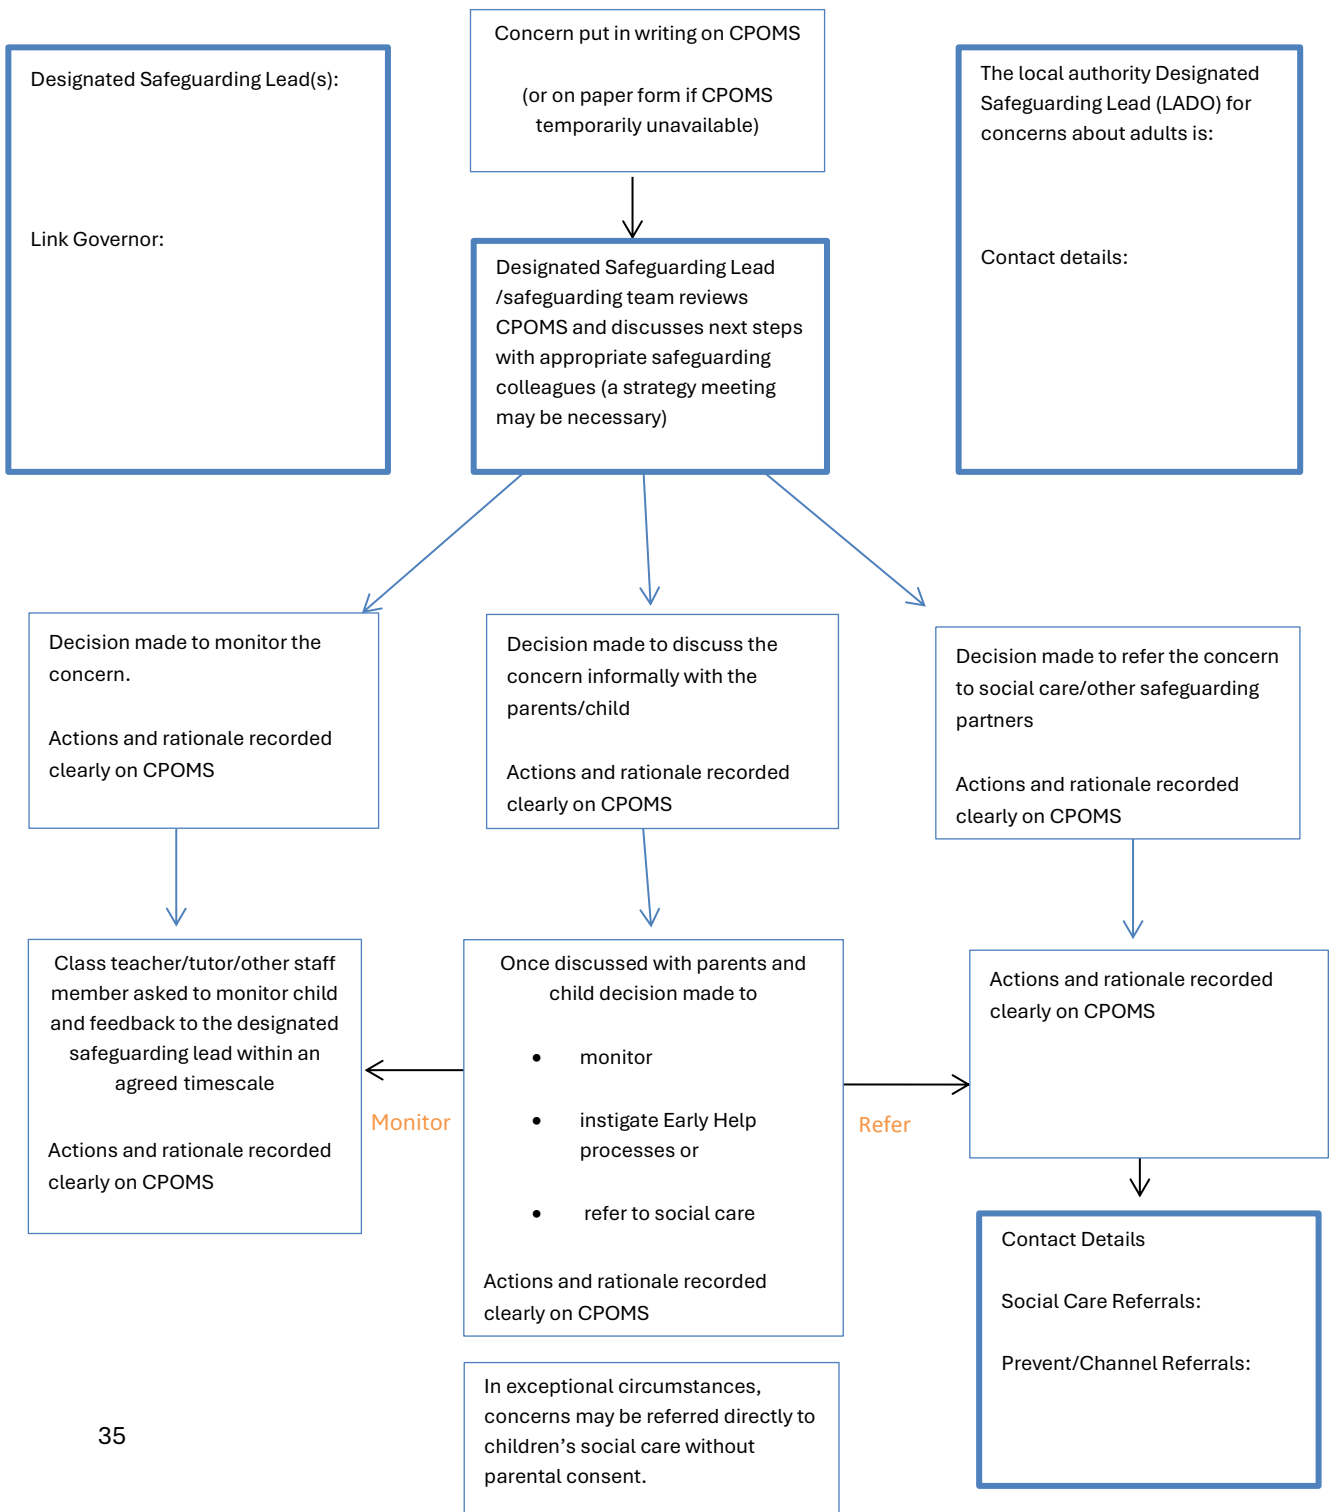 Concern put in writing on CPOMS
(or on paper form if CPOMS
temporarily unavailable)
Designated Safeguarding Lead(s):
Link Governor:
The local authority Designated
Safeguarding Lead (LADO) for
concerns about adults is:
Contact details:
Designated Safeguarding Lead
/safeguarding team reviews
CPOMS and discusses next steps
with appropriate safeguarding
colleagues (a strategy meeting
may be necessary)
Decision made to monitor the
concern.
Actions and rationale recorded
clearly on CPOMS
Decision made to discuss the
concern informally with the
parents/child
Actions and rationale recorded
clearly on CPOMS
Decision made to refer the concern
to social care/other safeguarding
partners
Actions and rationale recorded
clearly on CPOMS
Class teacher/tutor/other staff
member asked to monitor child
and feedback to the designated
safeguarding lead within an
agreed timescale
Actions and rationale recorded
clearly on CPOMS
Monitor
Once discussed with parents and
child decision made to
• monitor
• instigate Early Help
processes or
• refer to social care
Actions and rationale recorded
clearly on CPOMS
Refer
Actions and rationale recorded
clearly on CPOMS
Contact Details
Social Care Referrals:
Prevent/Channel Referrals:
In exceptional circumstances,
concerns may be referred directly to
children’s social care without
parental consent.
35